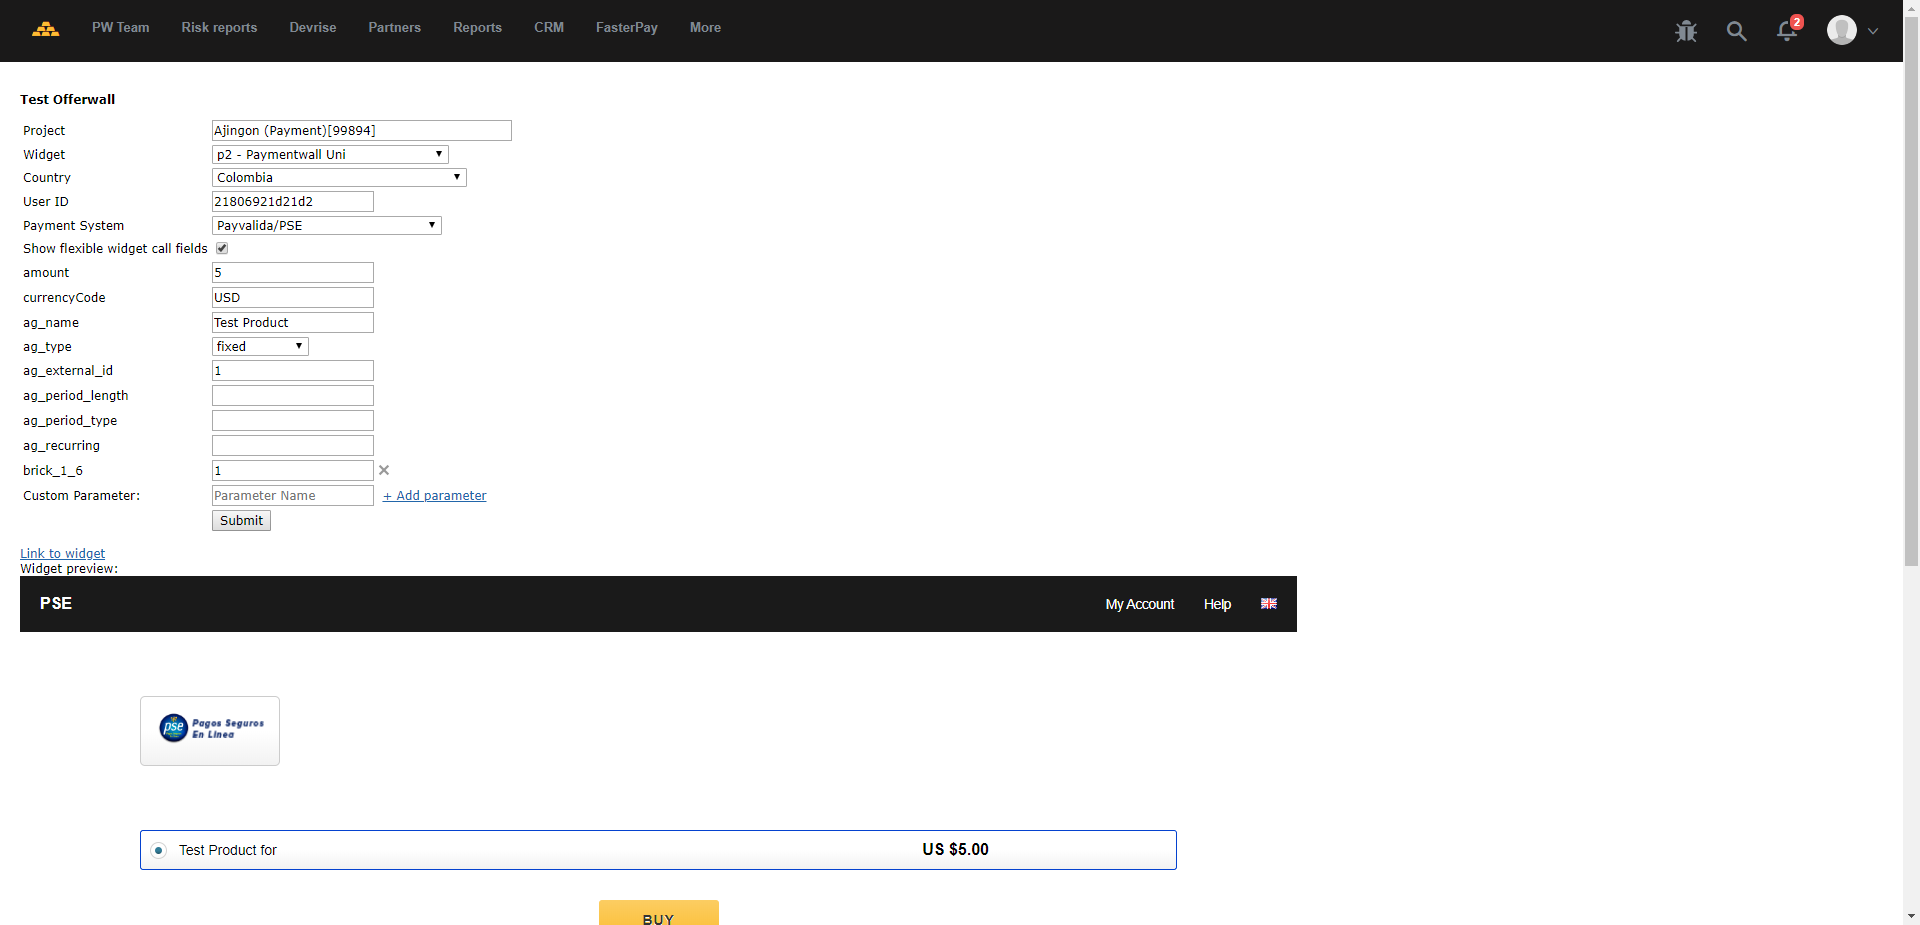 PW Team Risk reports Devrise Partners Reports CRM FasterPay More 2
Test Offerwall
Project Ajingon (Payment)[99894]
Widget p2 - Paymentwall Uni
Country Colombia
User ID 21806921d21d2
Payment System Payvalida/PSE
Show flexible widget call fields
amount 5
currencyCode USD
ag_name Test Product
ag_type fixed
ag_external_id 1
ag_period_length
ag_period_type
ag_recurring
brick_1_6 1
Custom Parameter: Parameter Name + Add parameter
Submit
Link to widget
Widget preview:
PSE My Account Help
pse Pagos Seguros
En Línea
Test Product for US $5.00
BUY